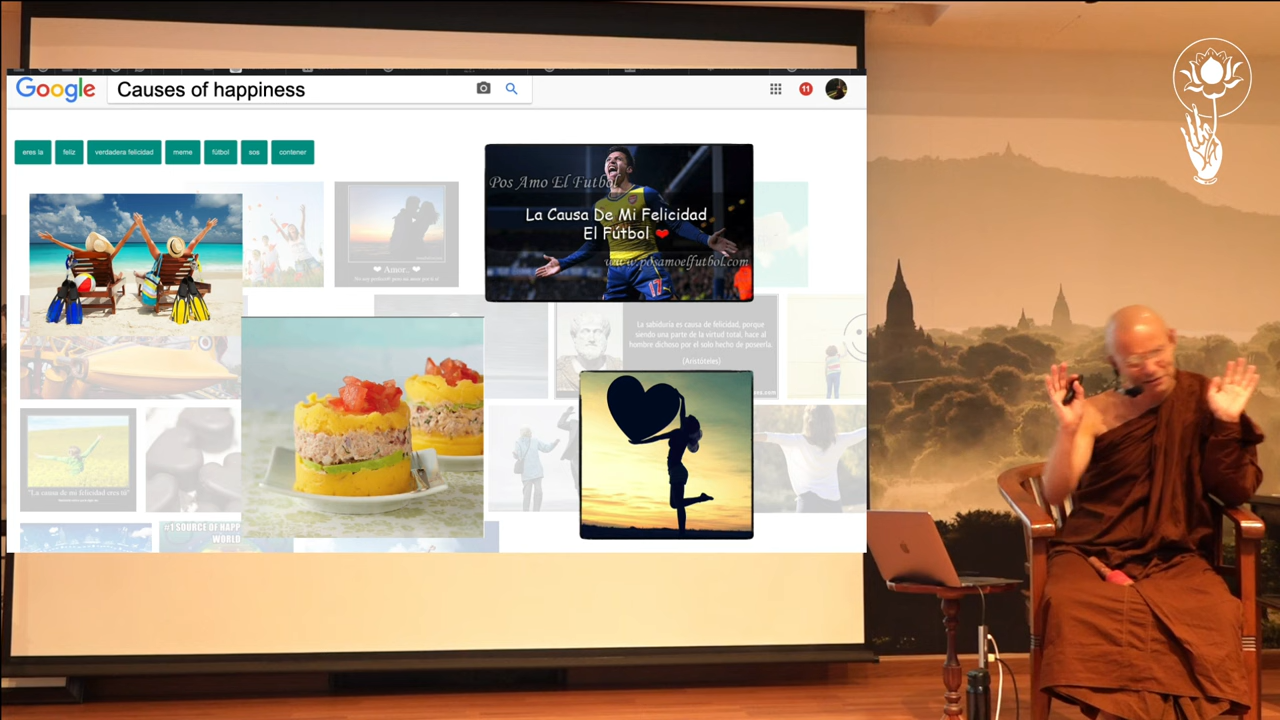 Google
Causes of happiness
11
eres la
feliz
verdadera felicidad
meme
fútbol
sos
contener
Pos Amo El Futbol
La Causa De Mi Felicidad
El Fútbol ❤
www.posamoelfutbol.com
❤ Amor.. ❤
17
La sabiduría es causa de felicidad, porque
siendo una parte de la virtud total, hace al
hombre dichoso por el solo hecho de poseerla.
(Aristóteles)
"La causa de mi felicidad eres tú"
#1 SOURCE OF HAPP
WORLD